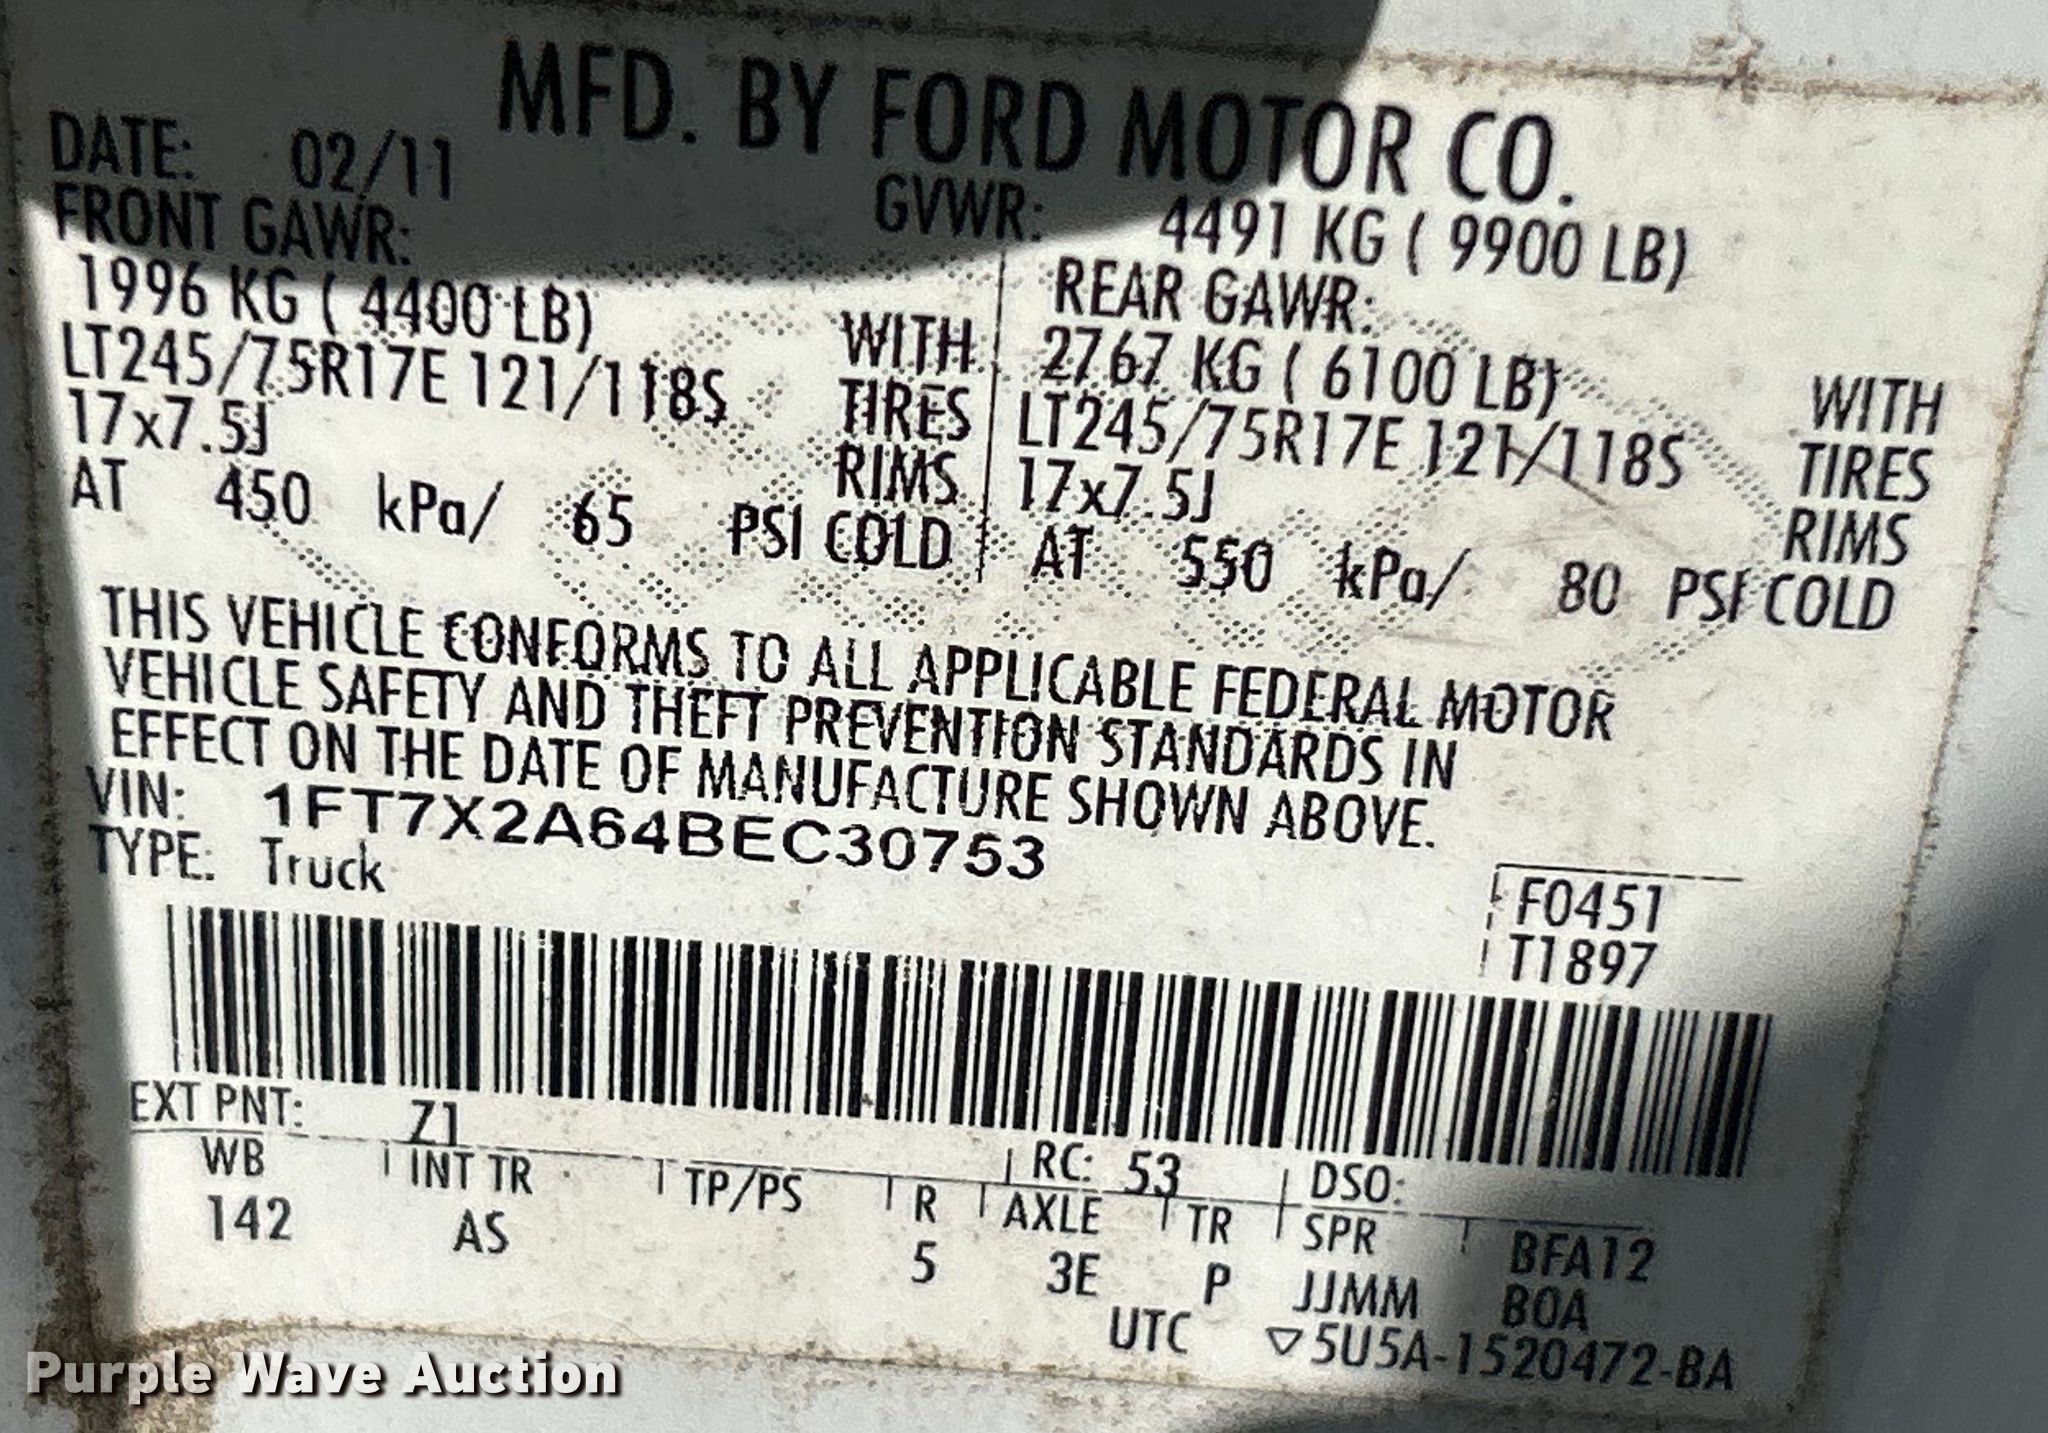 MFD. BY FORD MOTOR CO.
DATE: 02/11 GVWR: 4491 KG ( 9900 LB)
FRONT GAWR: REAR GAWR:
1996 KG ( 4400 LB) WITH 2767 KG ( 6100 LB) WITH
LT245/75R17E 121/118S TIRES LT245/75R17E 121/118S TIRES
17x7.5J RIMS 17x7.5J RIMS
AT 450 kPa/ 65 PSI COLD AT 550 kPa/ 80 PSI COLD
THIS VEHICLE CONFORMS TO ALL APPLICABLE FEDERAL MOTOR
VEHICLE SAFETY AND THEFT PREVENTION STANDARDS IN
EFFECT ON THE DATE OF MANUFACTURE SHOWN ABOVE.
VIN: 1FT7X2A64BEC30753
TYPE: Truck
F0451
T1897
EXT PNT: Z1 RC: 53 DSO:
WB INT TR TP/PS R AXLE TR SPR BFA12
142 AS 5 3E P JJMM BOA
UTC ▽5U5A-1520472-BA
Purple Wave Auction